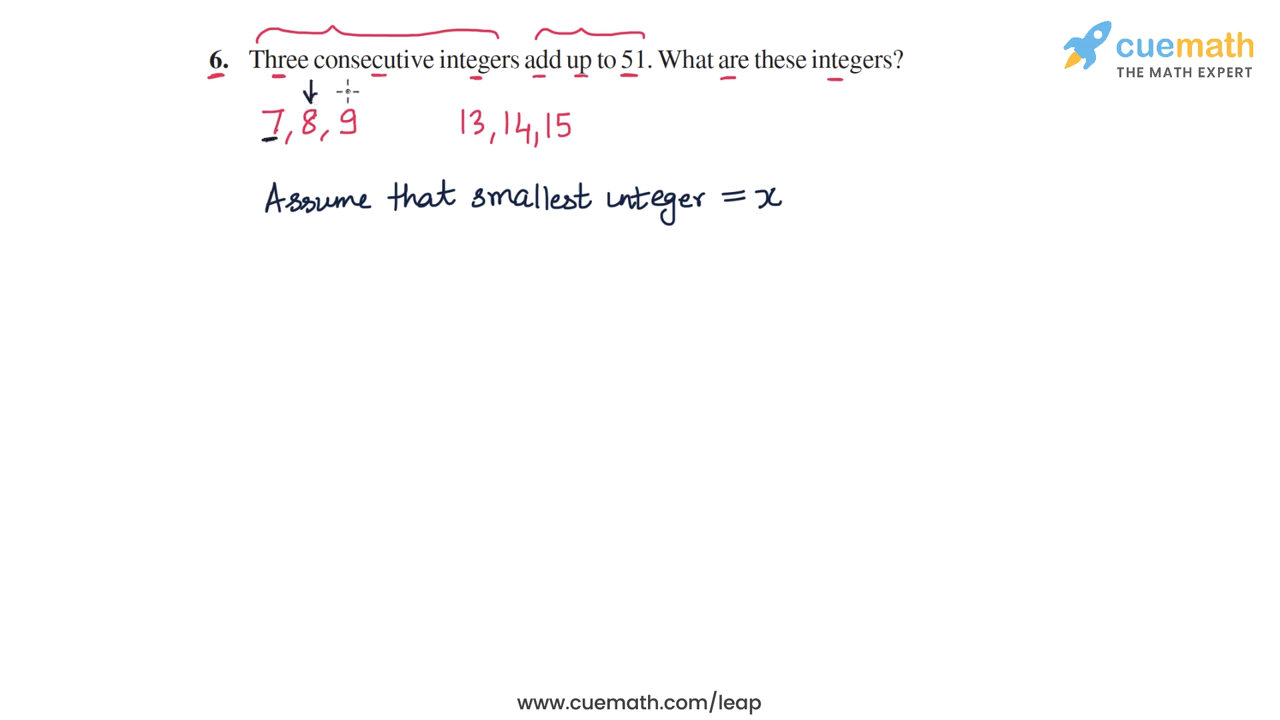 cuemath
THE MATH EXPERT
6. Three consecutive integers add up to 51. What are these integers?
7, 8, 9 13, 14, 15
Assume that smallest integer = x
www.cuemath.com/leap